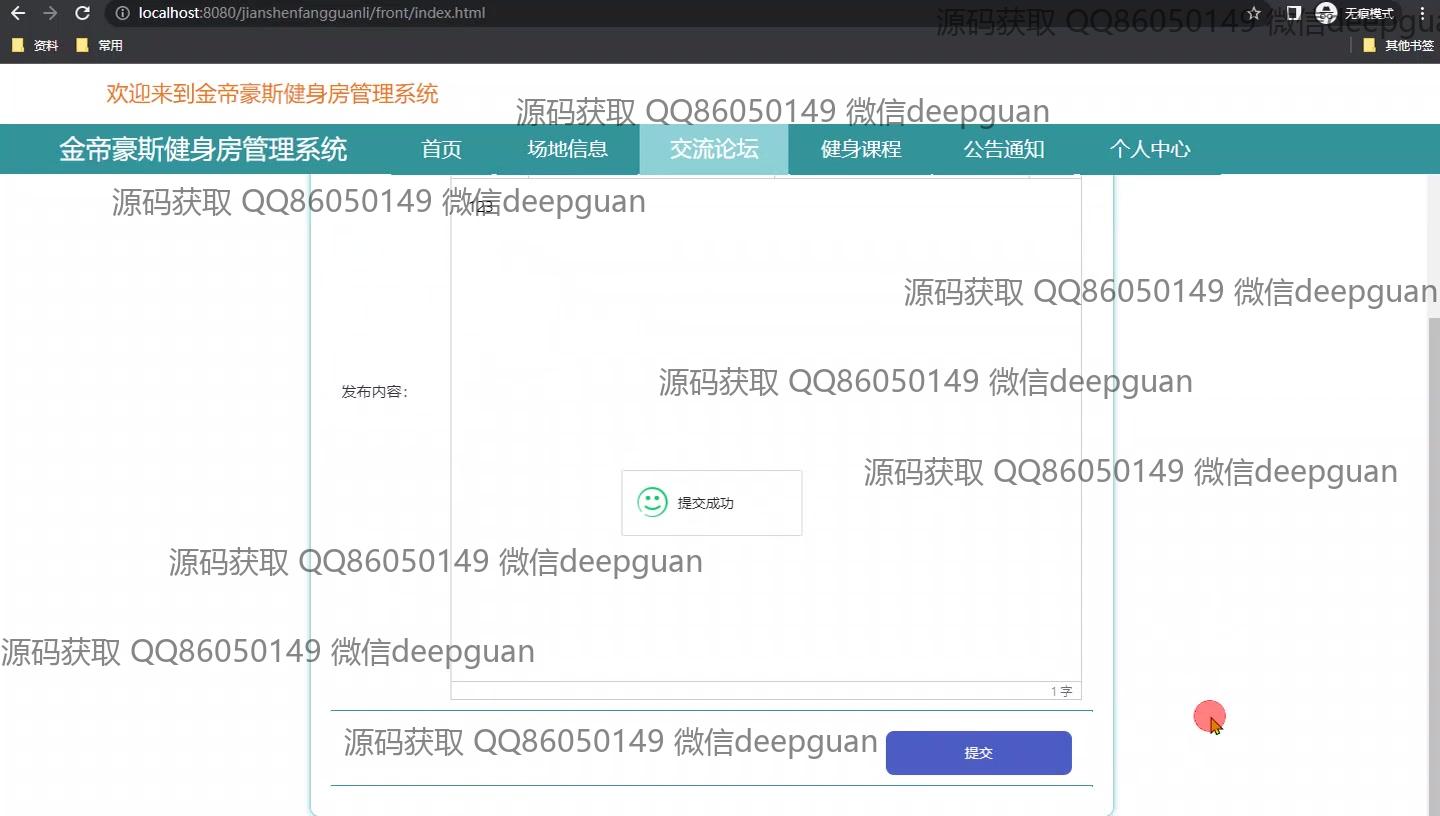 localhost:8080/jianshenfangguanli/front/index.html
无痕模式
源码获取 QQ86050149 微信deepgua
资料
常用
其他书签
欢迎来到金帝豪斯健身房管理系统
源码获取 QQ86050149 微信deepguan
金帝豪斯健身房管理系统
首页
场地信息
交流论坛
健身课程
公告通知
个人中心
源码获取 QQ86050149 微信deepguan
123
源码获取 QQ86050149 微信deepguan
源码获取 QQ86050149 微信deepguan
发布内容：
源码获取 QQ86050149 微信deepguan
提交成功
源码获取 QQ86050149 微信deepguan
源码获取 QQ86050149 微信deepguan
1 字
源码获取 QQ86050149 微信deepguan
提交